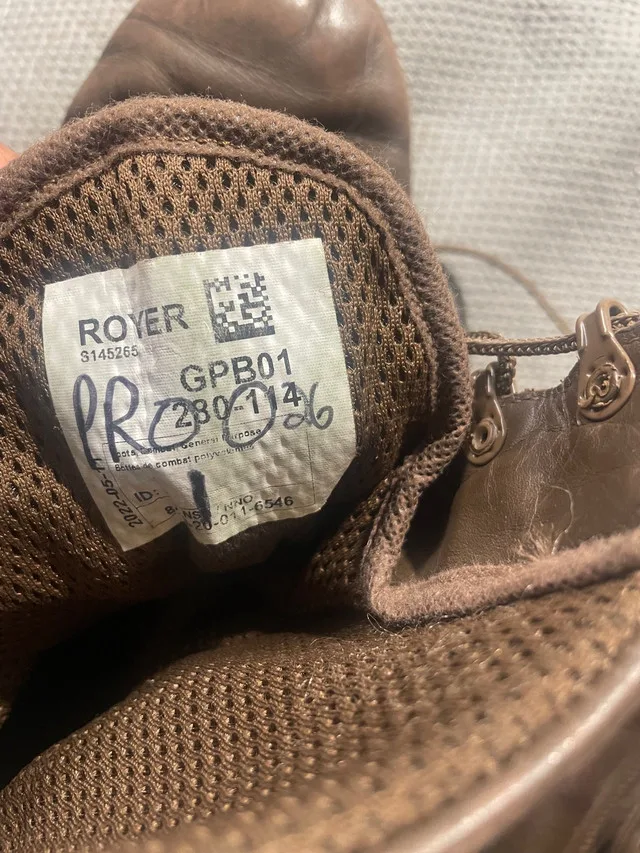 ROYER
S145265
GPB01
280-114
PRO 026
Boots, Combat, General Purpose
Bottes de combat polyvalentes
2022-05-
ID:
NNO
20-011-6546